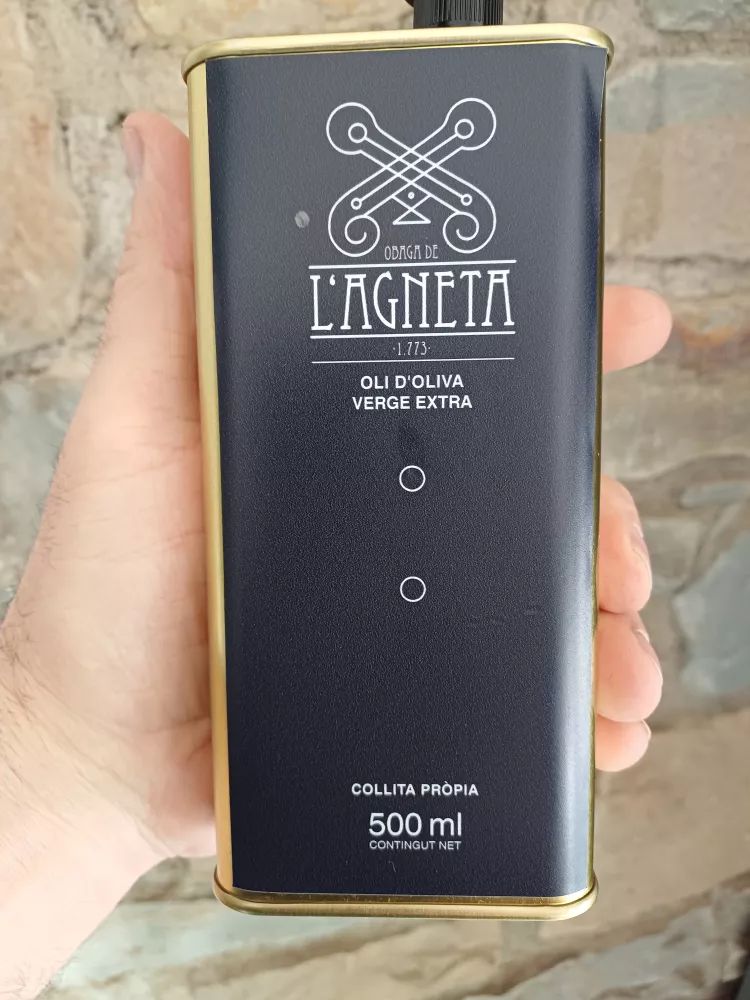 OBAGA DE
L'AGNETA
·1.773·
OLI D'OLIVA
VERGE EXTRA
COLLITA PRÒPIA
500 ml
CONTINGUT NET